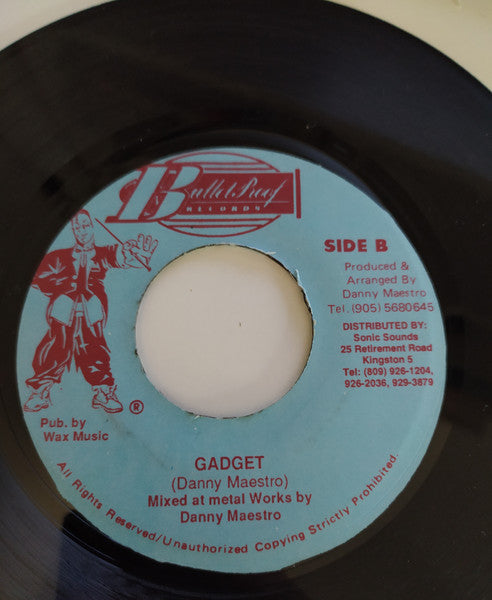 Bullet Proof
RECORDS
SIDE B
Produced &
Arranged By
Danny Maestro
Tel. (905) 5680645
DISTRIBUTED BY:
Sonic Sounds
25 Retirement Road
Kingston 5
Tel: (809) 926-1204,
926-2036, 929-3879
®
Pub. by
Wax Music
GADGET
(Danny Maestro)
Mixed at metal Works by
Danny Maestro
All Rights Reserved/Unauthorized Copying Strictly Prohibited.